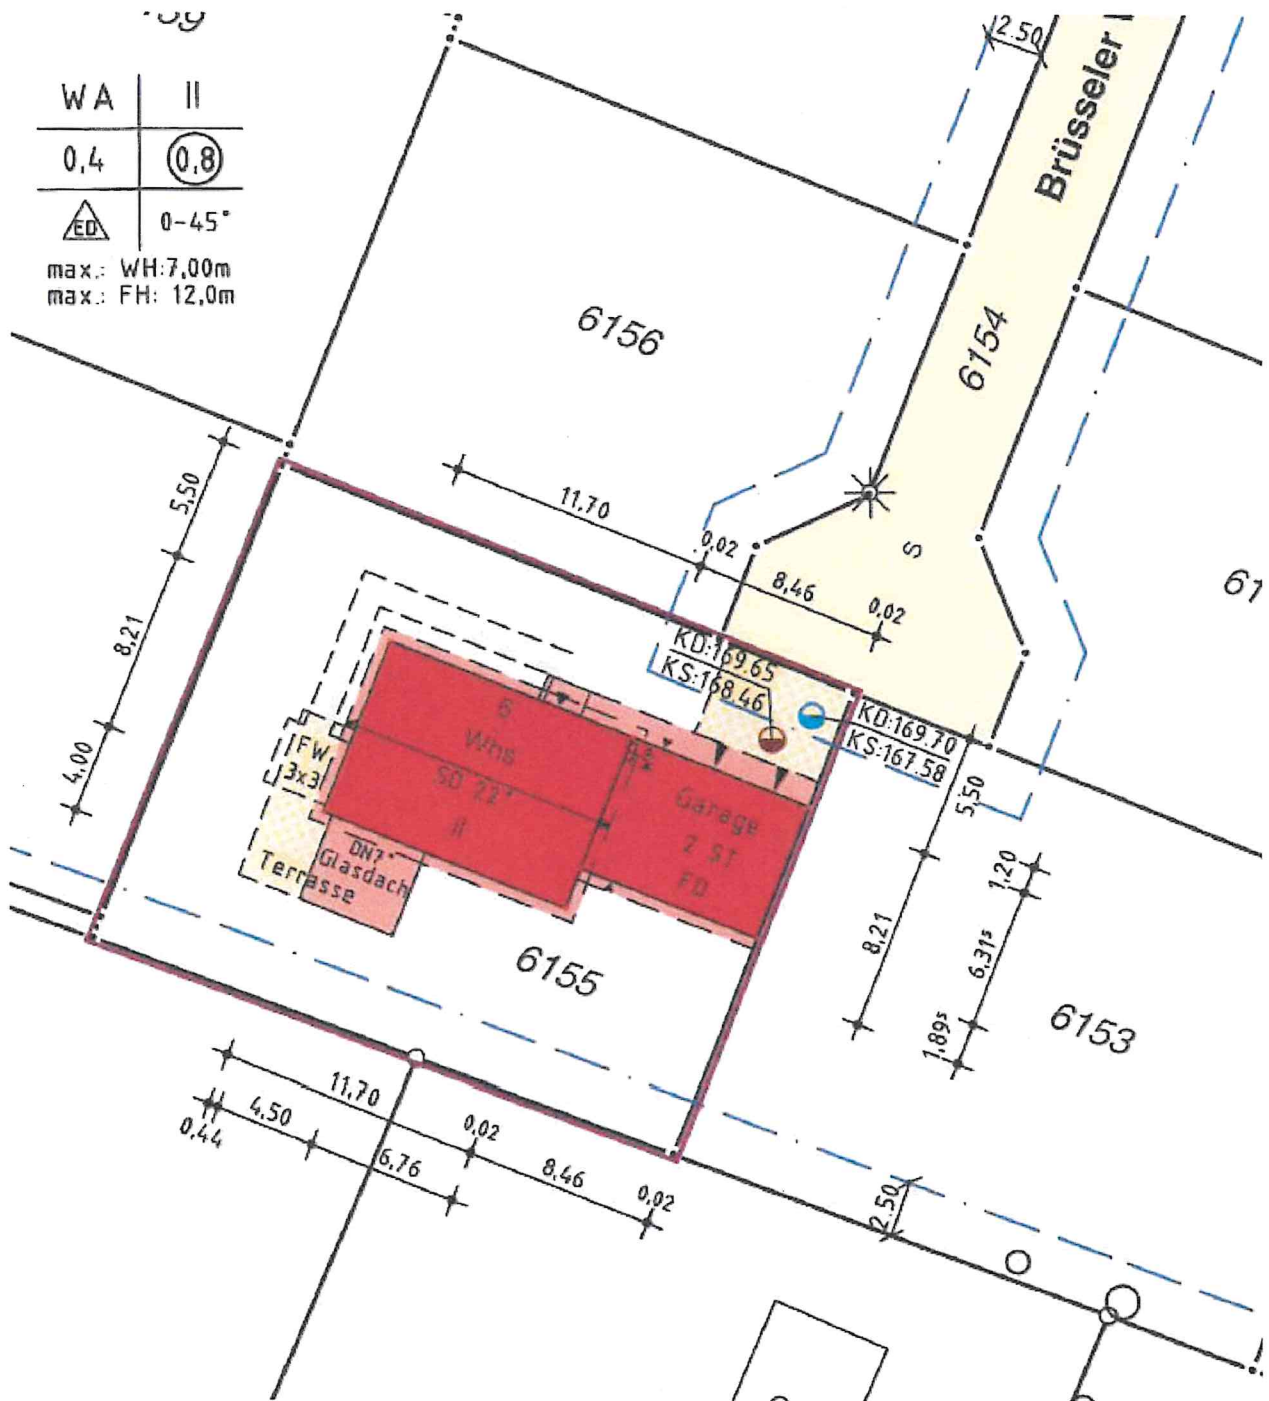 2.50
Brüsseler
WA II
0,4 0,8
ED 0-45°
max.: WH:7,00m
max.: FH: 12,0m
6156
6154
5,50
11,70
0,02
8,46
0,02
S
61
8,21
KD:169.65
KS:168.46
KD:169.70
KS:167.58
6
Whs
SD 22°
II
FW
3x3
Garage
2 ST
FD
4,00
5,50
DN7°
Glasdach
Terrasse
1,20
8,21
6,31⁵
6155
6153
1,89⁵
11,70
0,02
8,46
0,02
0,44
4,50
6,76
2.50